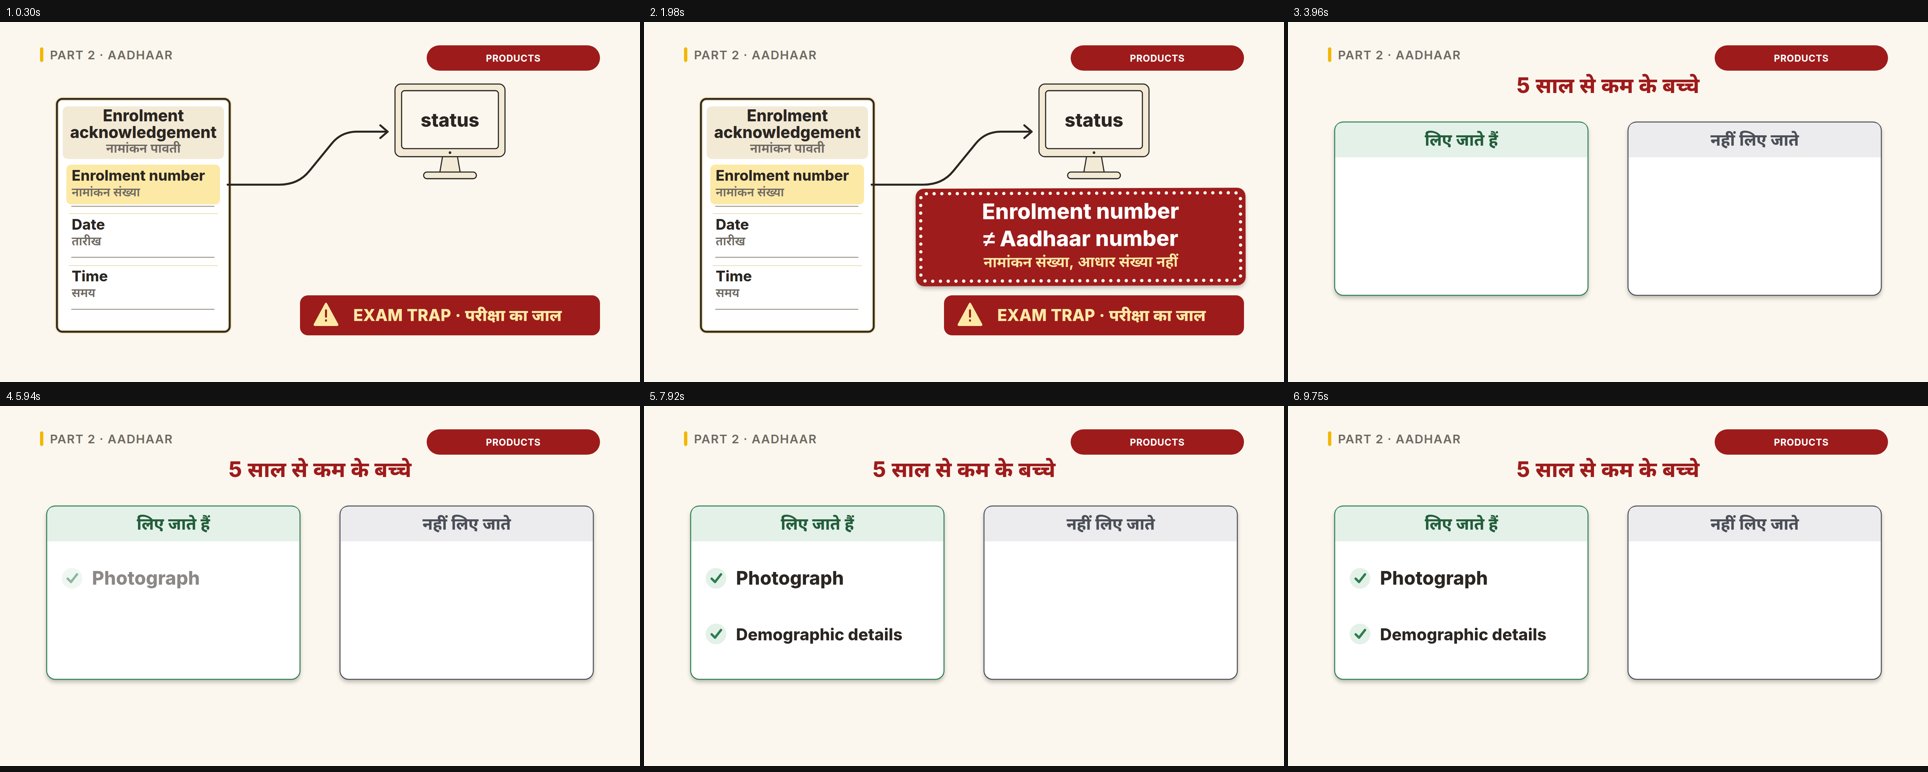 1. 0.30s
PART 2 · AADHAAR
PRODUCTS
Enrolment
acknowledgement
नामांकन पावती
Enrolment number
नामांकन संख्या
Date
तारीख
Time
समय
status
EXAM TRAP · परीक्षा का जाल
2. 1.98s
PART 2 · AADHAAR
PRODUCTS
Enrolment
acknowledgement
नामांकन पावती
Enrolment number
नामांकन संख्या
Date
तारीख
Time
समय
status
Enrolment number
≠ Aadhaar number
नामांकन संख्या, आधार संख्या नहीं
EXAM TRAP · परीक्षा का जाल
3. 3.96s
PART 2 · AADHAAR
PRODUCTS
5 साल से कम के बच्चे
लिए जाते हैं
नहीं लिए जाते
4. 5.94s
PART 2 · AADHAAR
PRODUCTS
5 साल से कम के बच्चे
लिए जाते हैं
नहीं लिए जाते
Photograph
5. 7.92s
PART 2 · AADHAAR
PRODUCTS
5 साल से कम के बच्चे
लिए जाते हैं
नहीं लिए जाते
Photograph
Demographic details
6. 9.75s
PART 2 · AADHAAR
PRODUCTS
5 साल से कम के बच्चे
लिए जाते हैं
नहीं लिए जाते
Photograph
Demographic details